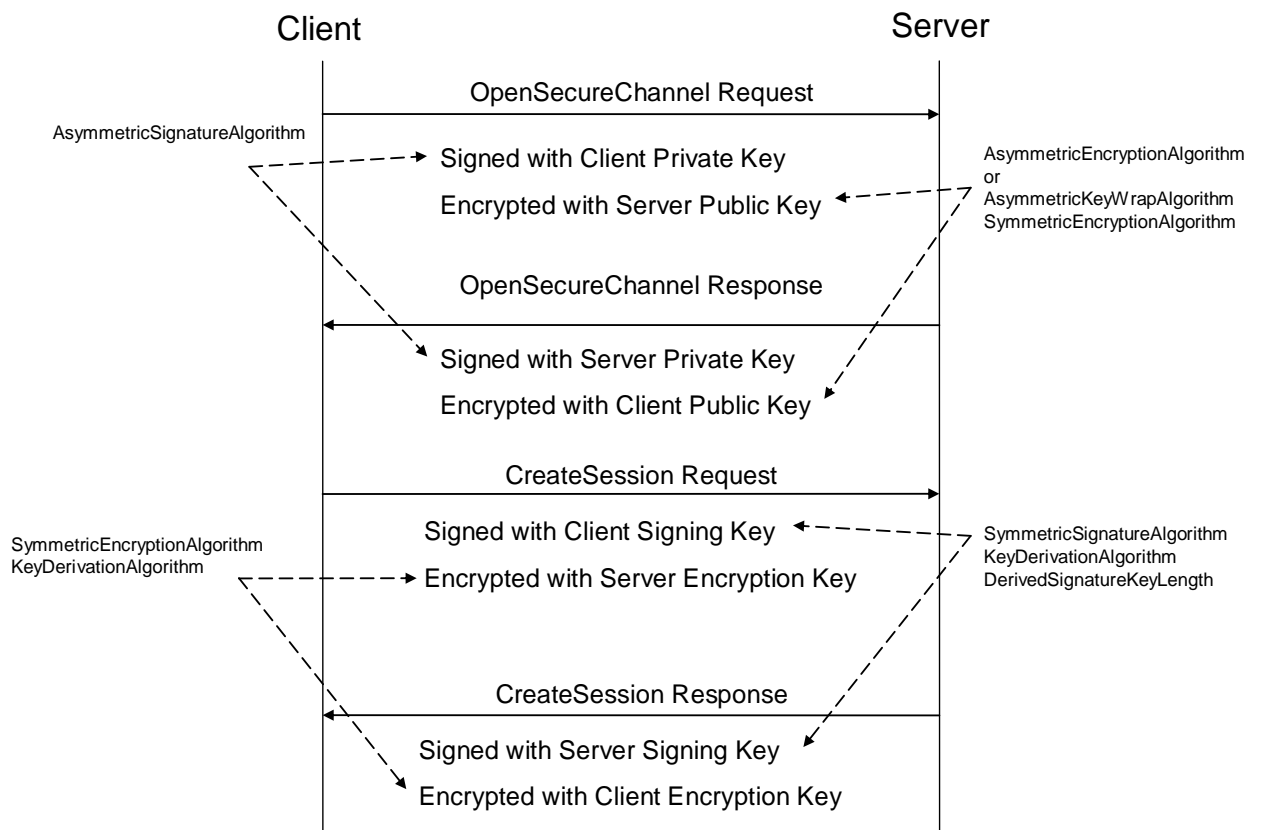 Client
Server
OpenSecureChannel Request
AsymmetricSignatureAlgorithm
Signed with Client Private Key
Encrypted with Server Public Key
AsymmetricEncryptionAlgorithm
or
AsymmetricKeyWrapAlgorithm
SymmetricEncryptionAlgorithm
OpenSecureChannel Response
Signed with Server Private Key
Encrypted with Client Public Key
CreateSession Request
Signed with Client Signing Key
Encrypted with Server Encryption Key
SymmetricEncryptionAlgorithm
KeyDerivationAlgorithm
SymmetricSignatureAlgorithm
KeyDerivationAlgorithm
DerivedSignatureKeyLength
CreateSession Response
Signed with Server Signing Key
Encrypted with Client Encryption Key